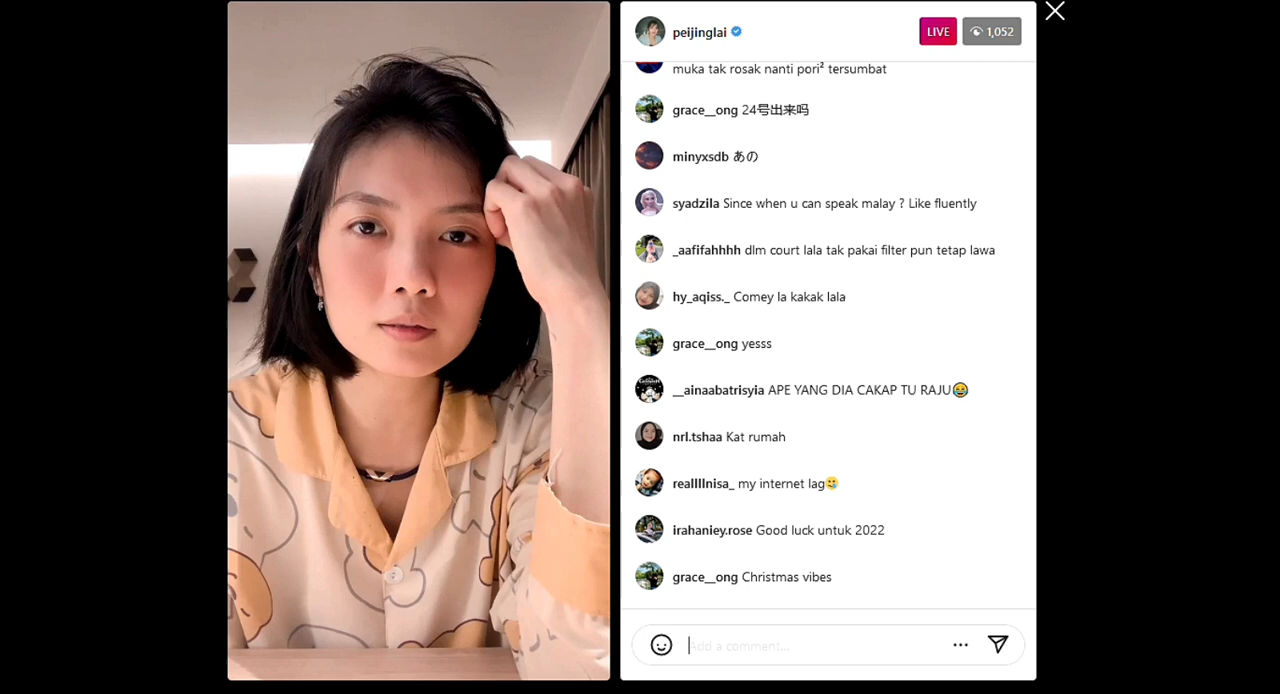 peijinglai
LIVE
1,052
muka tak rosak nanti pori² tersumbat
grace__ong 24号出来吗
minyxsdb あの
syadzila Since when u can speak malay ? Like fluently
_aafifahhhh dlm court lala tak pakai filter pun tetap lawa
hy_aqiss._ Comey la kakak lala
grace__ong yesss
__ainaabatrisyia APE YANG DIA CAKAP TU RAJU😂
nrl.tshaa Kat rumah
reallllnisa_ my internet lag🥲
irahaniey.rose Good luck untuk 2022
grace__ong Christmas vibes
Add a comment...